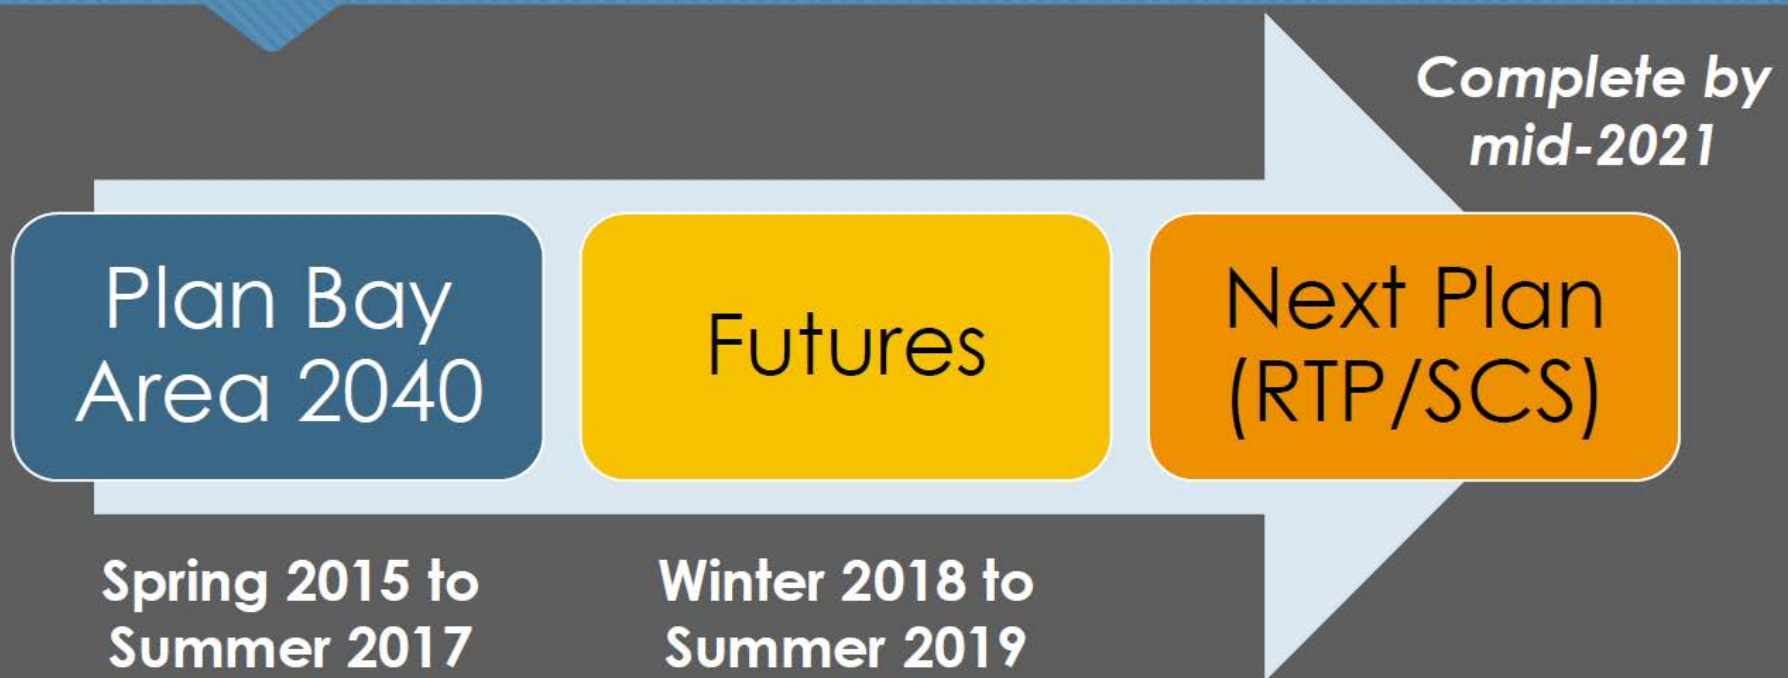 Complete by
mid-2021
Plan Bay
Area 2040
Futures
Next Plan
(RTP/SCS)
Spring 2015 to
Summer 2017
Winter 2018 to
Summer 2019